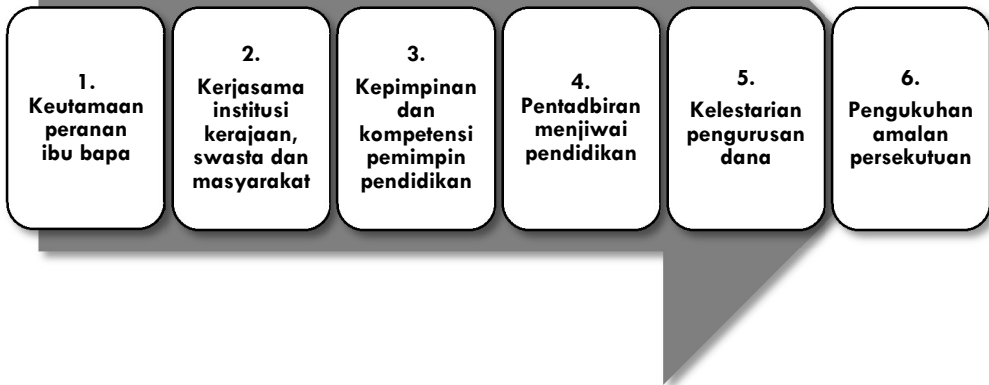 1.
Keutamaan
peranan
ibu bapa
2.
Kerjasama
institusi
kerajaan,
swasta dan
masyarakat
3.
Kepimpinan
dan
kompetensi
pemimpin
pendidikan
4.
Pentadbiran
menjiwai
pendidikan
5.
Kelestarian
pengurusan
dana
6.
Pengukuhan
amalan
persekutuan